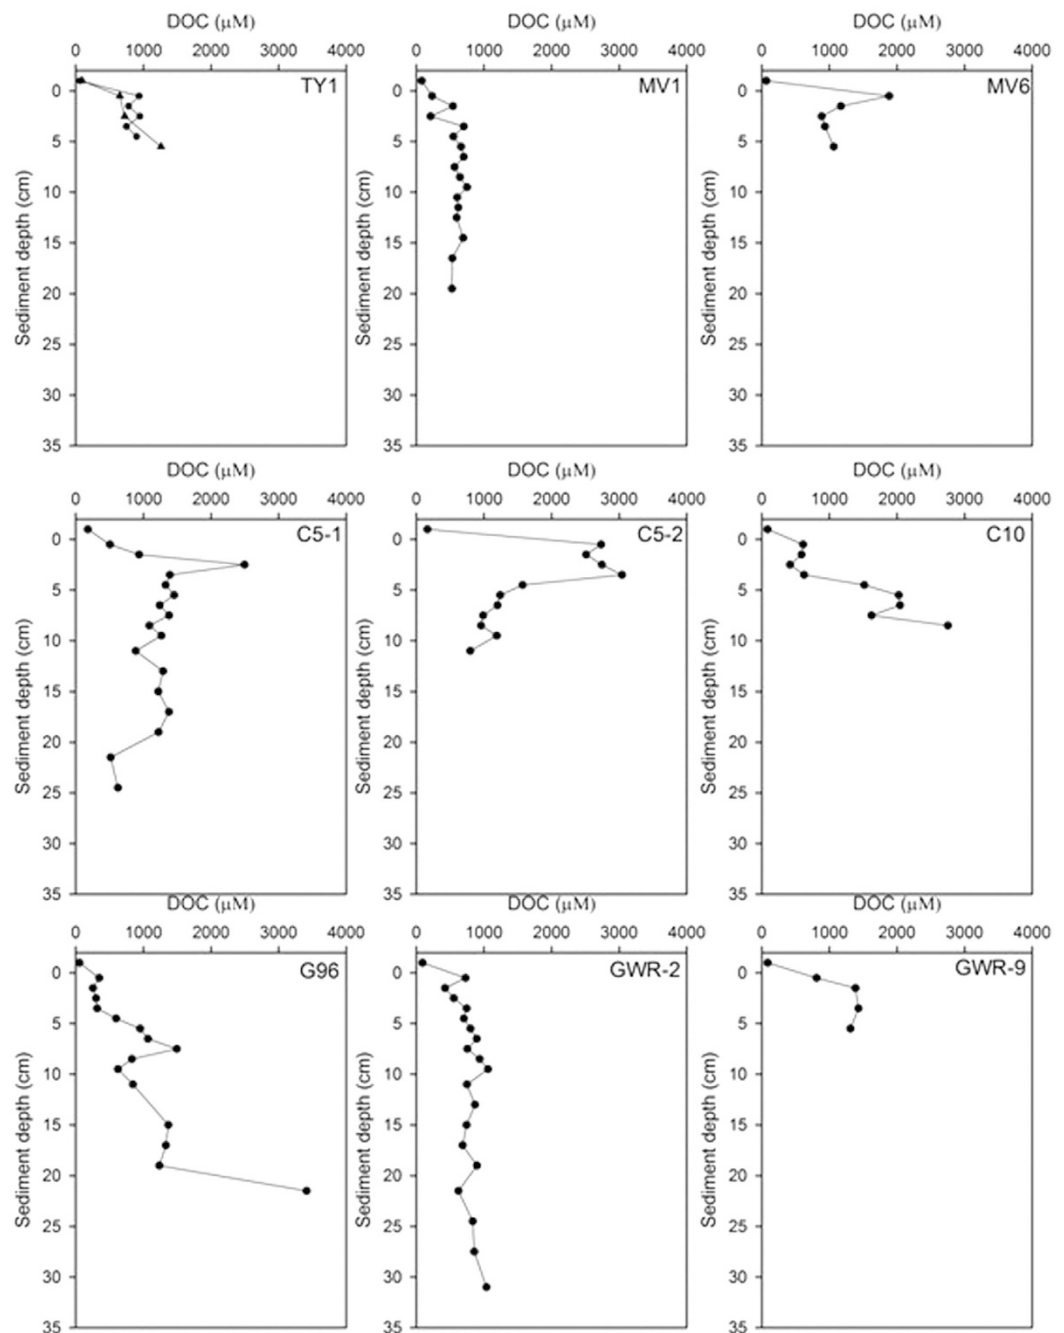 DOC (μM) DOC (μM) DOC (μM)
0 1000 2000 3000 4000 0 1000 2000 3000 4000 0 1000 2000 3000 4000
TY1 MV1 MV6
Sediment depth (cm) Sediment depth (cm) Sediment depth (cm)
0 0 0
5 5 5
10 10 10
15 15 15
20 20 20
25 25 25
30 30 30
35 35 35
DOC (μM) DOC (μM) DOC (μM)
0 1000 2000 3000 4000 0 1000 2000 3000 4000 0 1000 2000 3000 4000
C5-1 C5-2 C10
Sediment depth (cm) Sediment depth (cm) Sediment depth (cm)
0 0 0
5 5 5
10 10 10
15 15 15
20 20 20
25 25 25
30 30 30
35 35 35
DOC (μM) DOC (μM) DOC (μM)
0 1000 2000 3000 4000 0 1000 2000 3000 4000 0 1000 2000 3000 4000
G96 GWR-2 GWR-9
Sediment depth (cm) Sediment depth (cm) Sediment depth (cm)
0 0 0
5 5 5
10 10 10
15 15 15
20 20 20
25 25 25
30 30 30
35 35 35